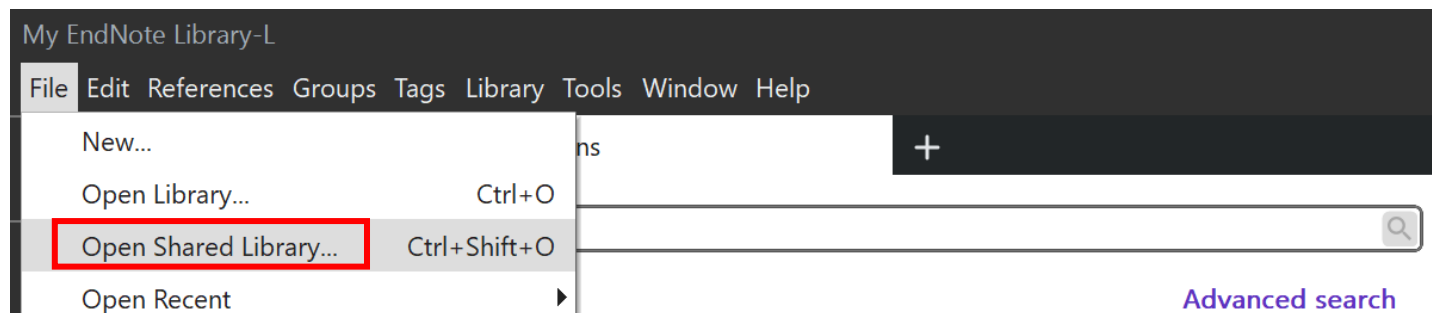 My EndNote Library-L
File Edit References Groups Tags Library Tools Window Help
New...
ns
Open Library... Ctrl+O
Open Shared Library... Ctrl+Shift+O
Open Recent
Advanced search